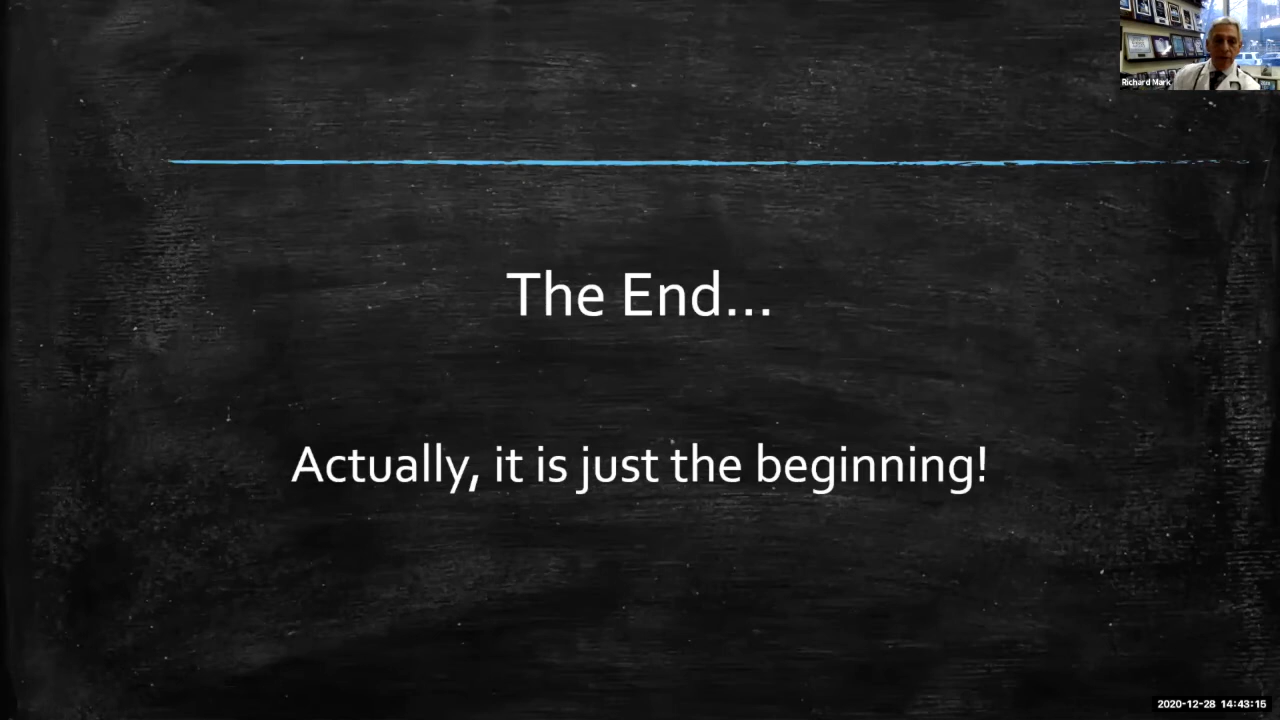 Richard Mark
The End...
Actually, it is just the beginning!
2020-12-28 14:43:15